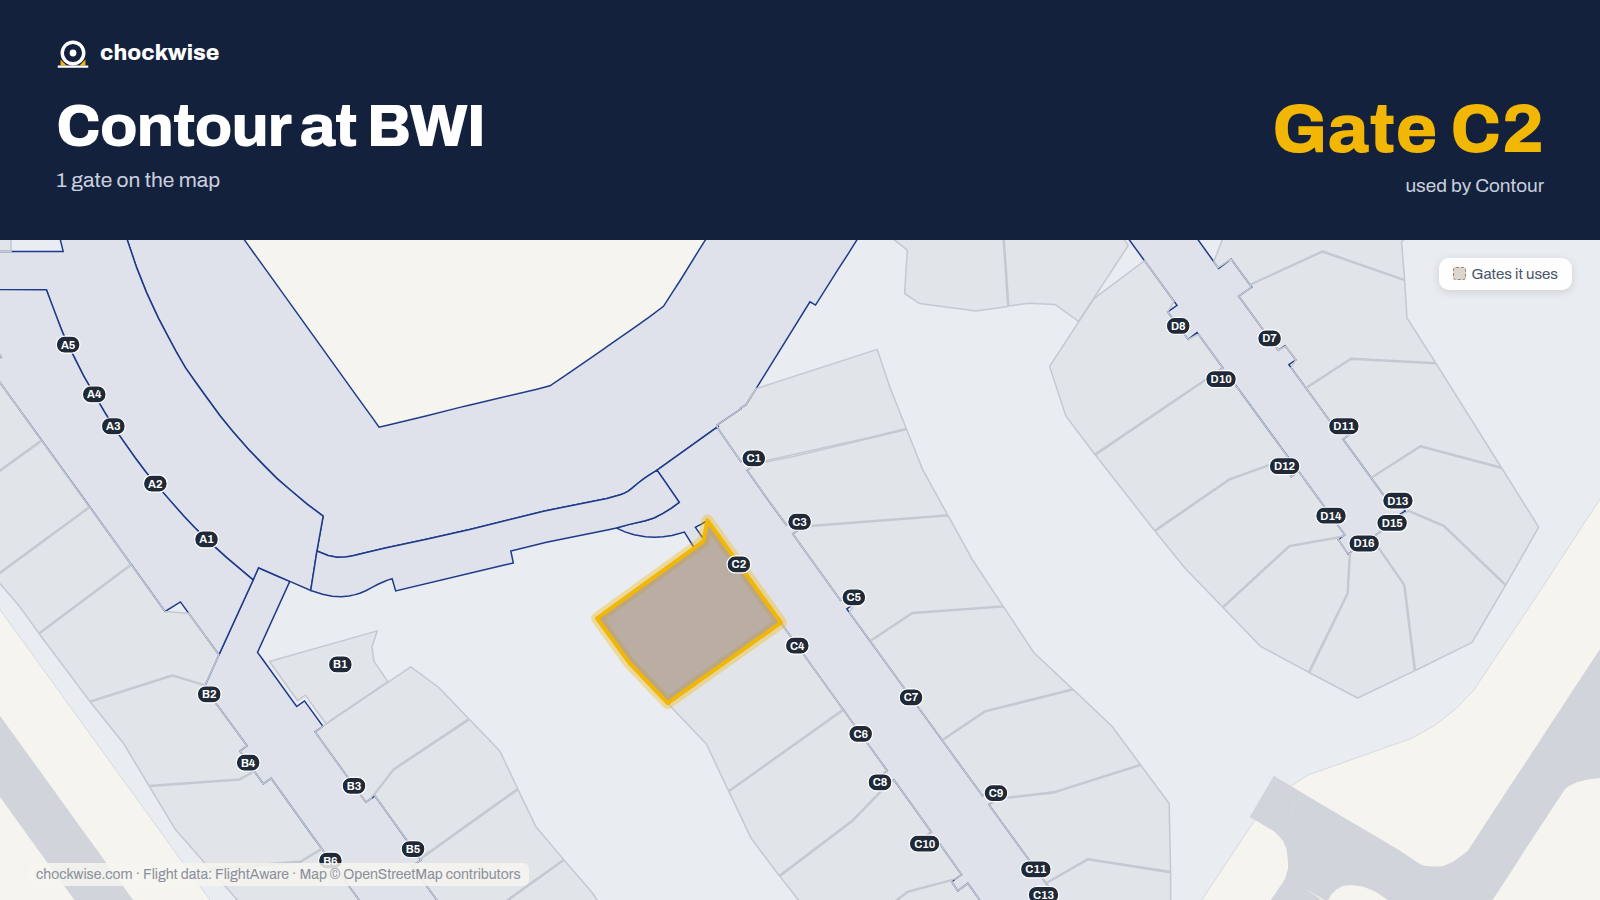 chockwise
Contour at BWI
1 gate on the map
Gate C2
used by Contour
Gates it uses
A5
A4
A3
A2
A1
B1
B2
B4
B3
B5
B6
C1
C3
C2
C5
C4
C7
C6
C8
C9
C10
C11
C13
D8
D7
D10
D11
D12
D13
D14
D15
D16
chockwise.com · Flight data: FlightAware · Map © OpenStreetMap contributors